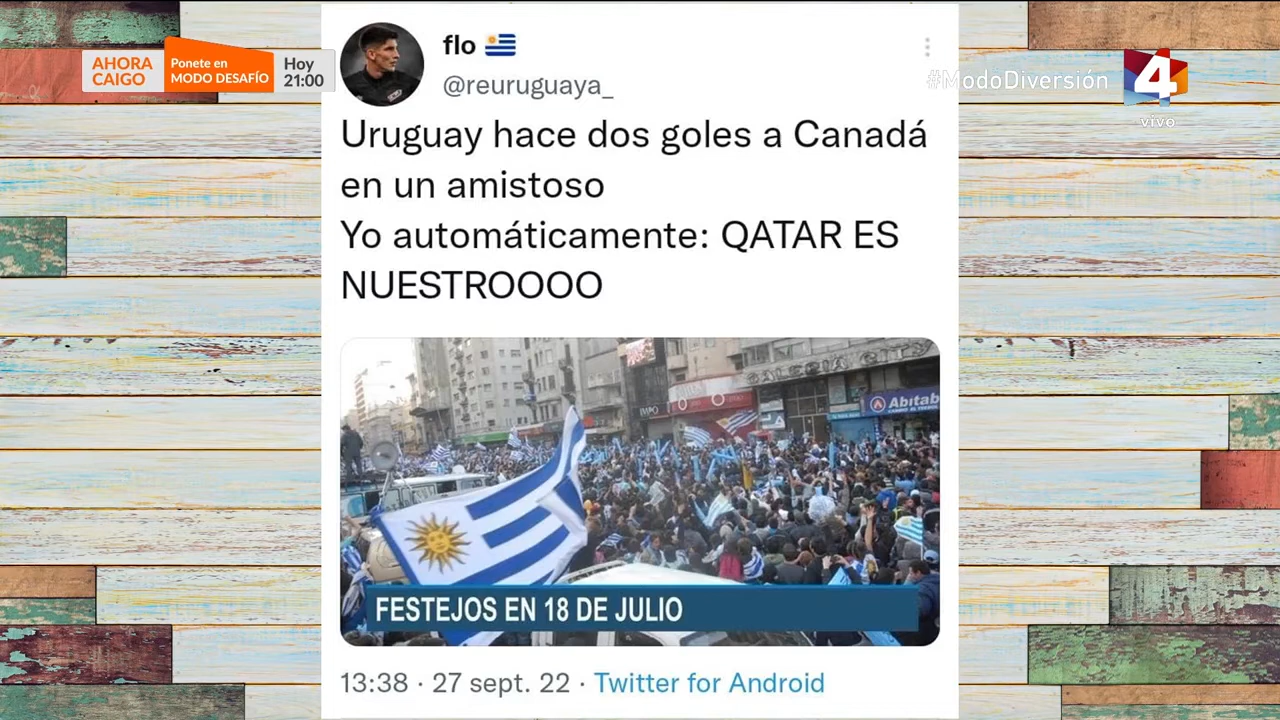 AHORA
CAIGO
Ponete en
MODO DESAFÍO
Hoy
21:00
flo
@reuruguaya_
#ModoDiversión
4
vivo
Uruguay hace dos goles a Canadá
en un amistoso
Yo automáticamente: QATAR ES
NUESTROOOO
Abitab
FESTEJOS EN 18 DE JULIO
13:38 · 27 sept. 22 · Twitter for Android